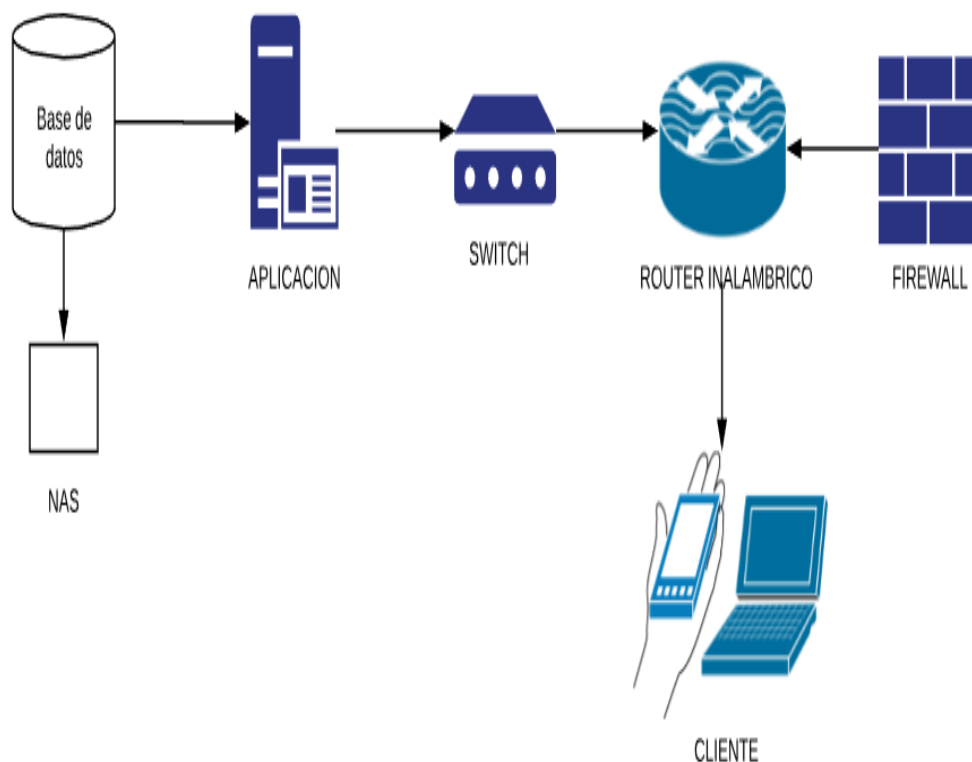 Base de
datos
APLICACION
SWITCH
ROUTER INALAMBRICO
FIREWALL
NAS
CLIENTE